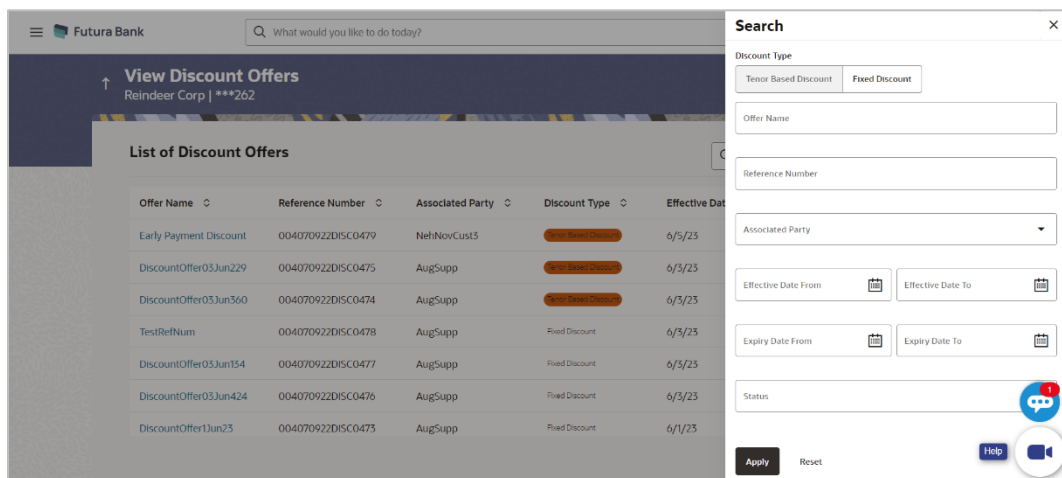 Futura Bank
What would you like to do today?
View Discount Offers
Reindeer Corp | ***262
List of Discount Offers
Offer Name Reference Number Associated Party Discount Type Effective Dat
Early Payment Discount 004070922DISC0479 NehNovCust3 Tenor Based Discount 6/5/23
DiscountOffer03Jun229 004070922DISC0475 AugSupp Tenor Based Discount 6/3/23
DiscountOffer03Jun360 004070922DISC0474 AugSupp Tenor Based Discount 6/3/23
TestRefNum 004070922DISC0478 AugSupp Fixed Discount 6/3/23
DiscountOffer03Jun134 004070922DISC0477 AugSupp Fixed Discount 6/3/23
DiscountOffer03Jun424 004070922DISC0476 AugSupp Fixed Discount 6/3/23
DiscountOffer1Jun23 004070922DISC0473 AugSupp Fixed Discount 6/1/23
Search
Discount Type
Tenor Based Discount Fixed Discount
Offer Name
Reference Number
Associated Party
Effective Date From Effective Date To
Expiry Date From Expiry Date To
Status
1
Help
Apply Reset